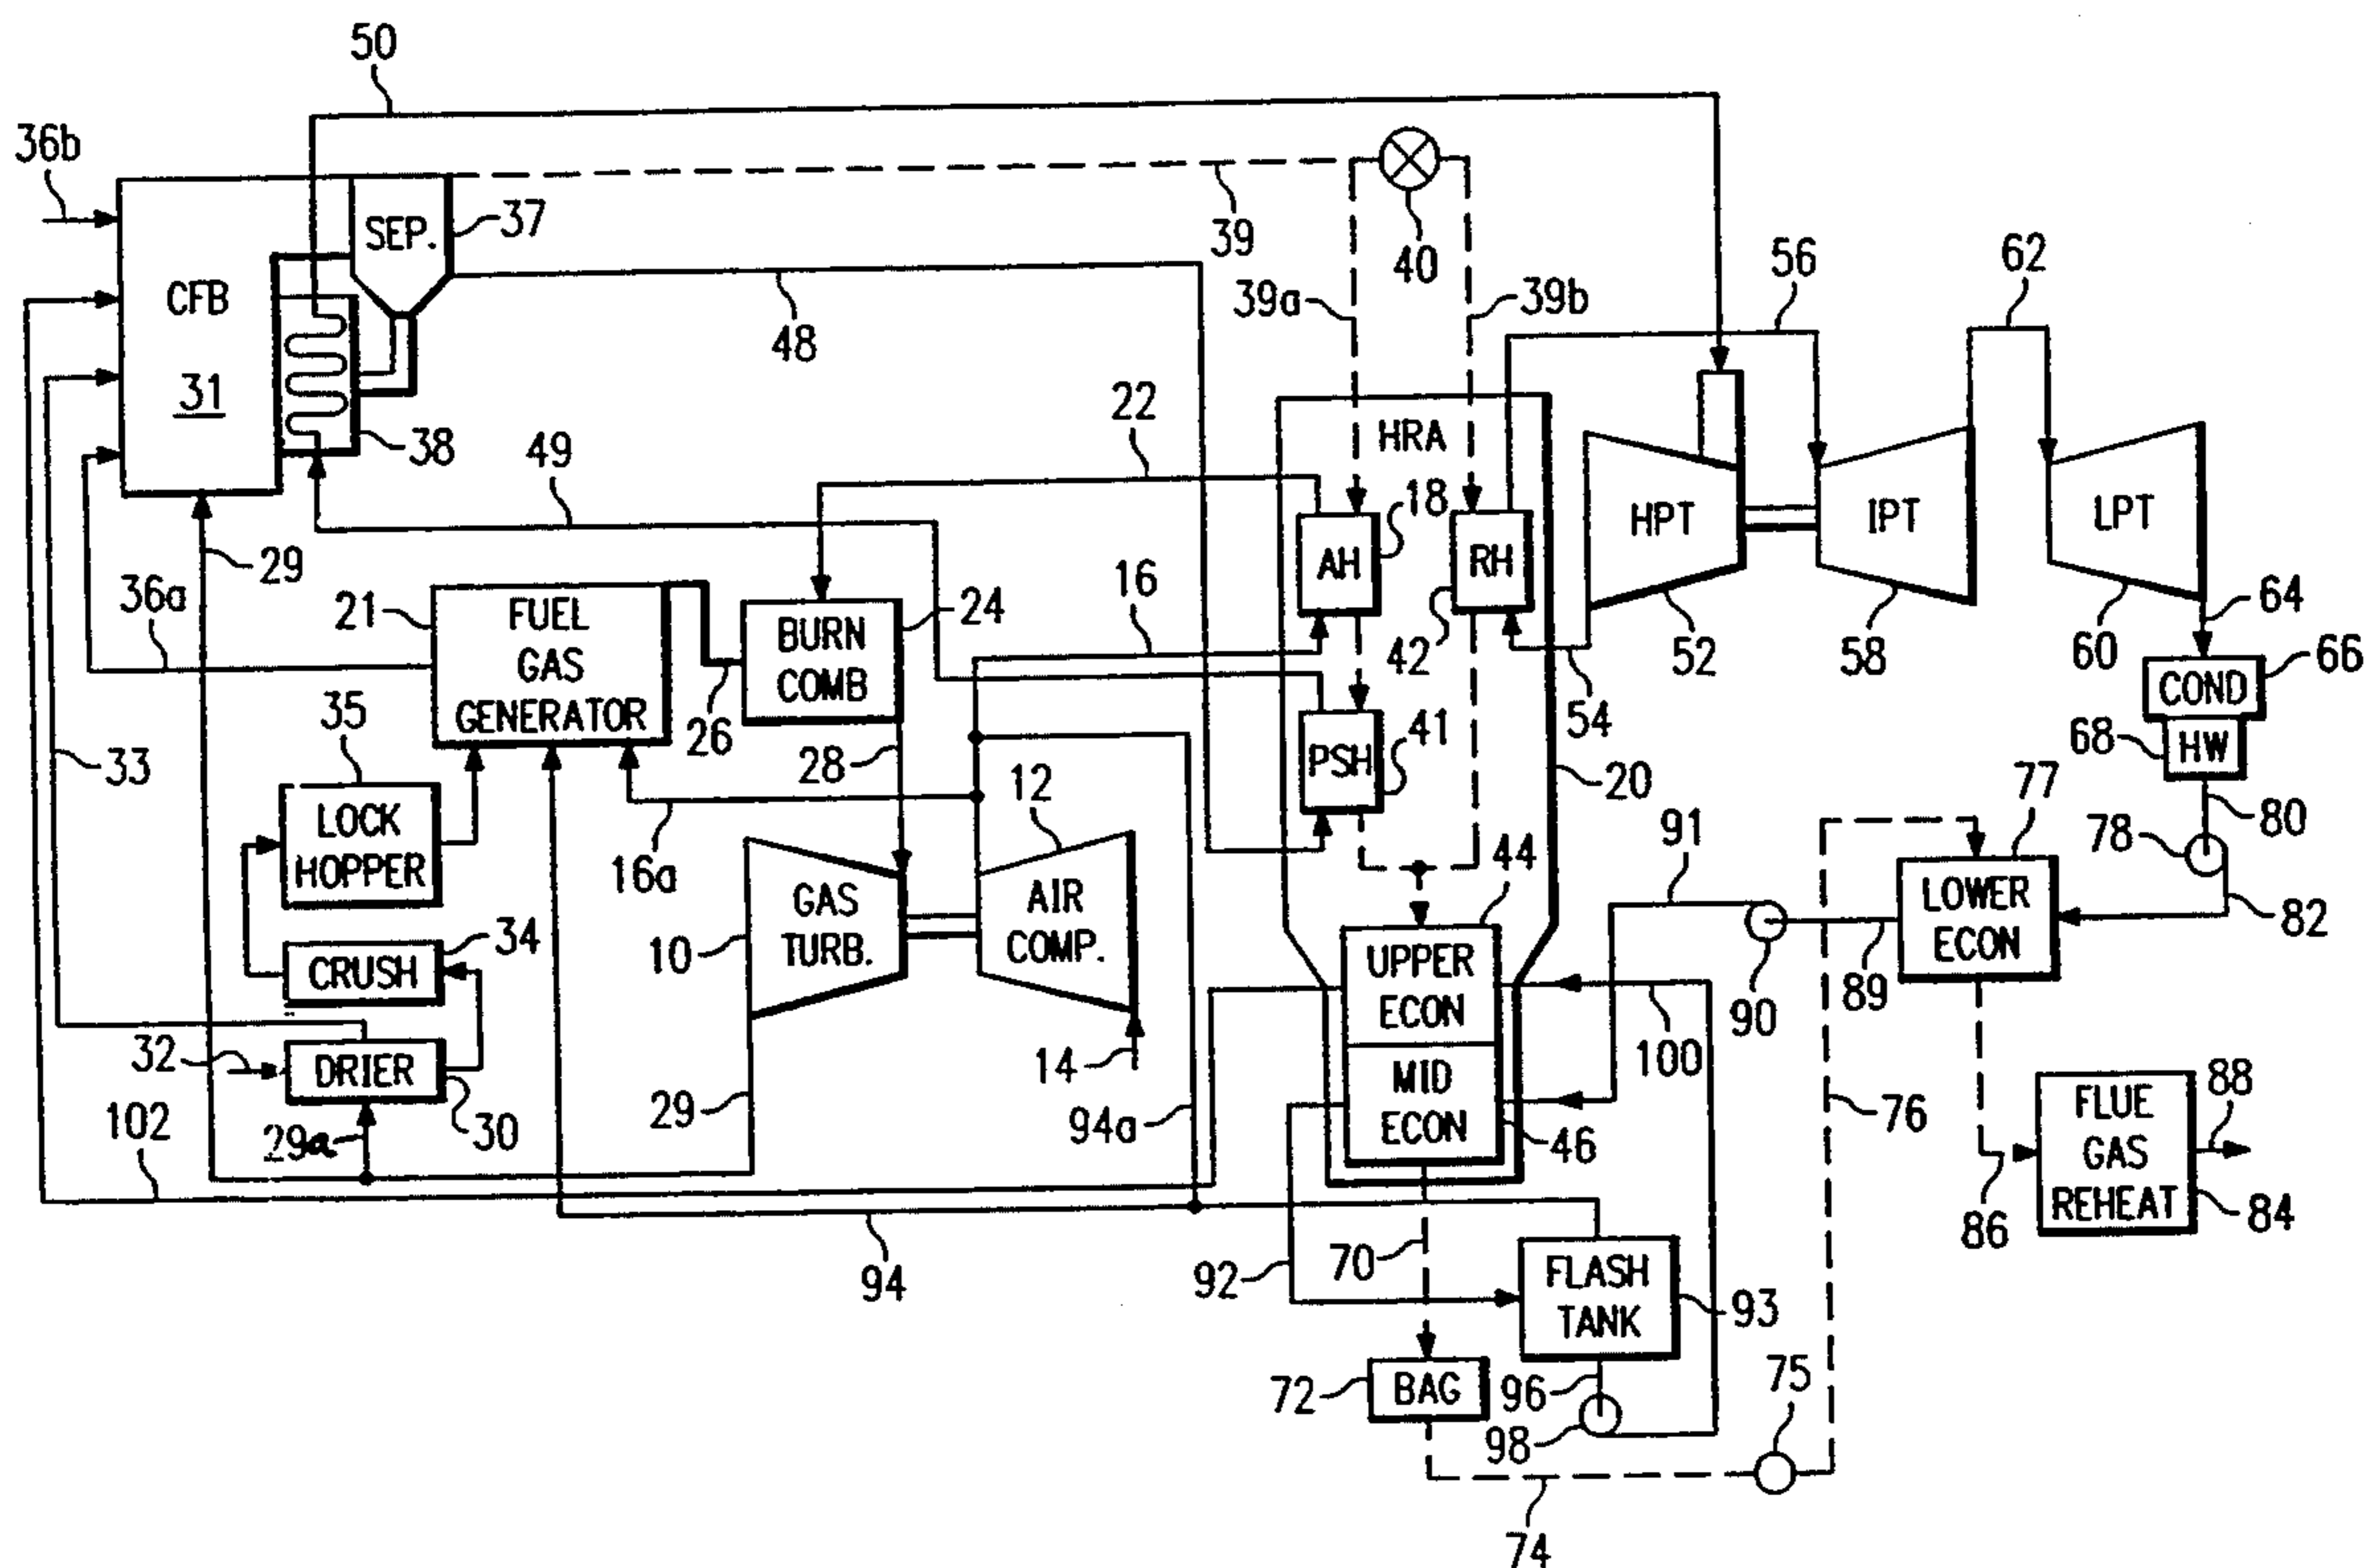 50
36b
SEP.
37
39
40
56
62
CFB
31
39a
39b
48
22
HRA
38
49
18
HPT
IPT
LPT
AH
RH
29
36a
21
FUEL
GAS
GENERATOR
BURN
COMB
24
16
42
52
58
60
64
66
COND
68
HW
35
26
28
54
33
PSH
41
20
77
80
78
LOCK
HOPPER
12
16a
44
91
LOWER
ECON
82
34
10
GAS
TURB.
AIR
COMP.
CRUSH
UPPER
ECON
90
89
32
DRIER
14
100
MID
ECON
102
29a
30
29
94a
46
76
FLUE
GAS
REHEAT
88
86
84
94
92
70
FLASH
TANK
93
72
BAG
96
98
75
74